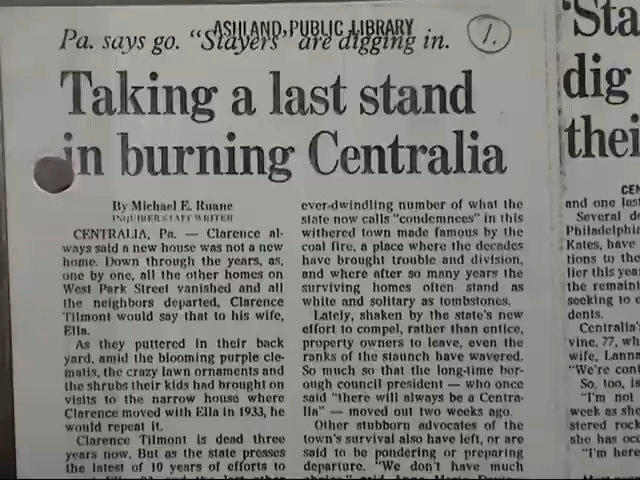 ASHLAND PUBLIC LIBRARY
1.
Pa. says go. “Stayers” are digging in.
Taking a last stand
in burning Centralia
By Michael E. Ruane
INQUIRER STAFF WRITER
CENTRALIA, Pa. — Clarence al-
ways said a new house was not a new
home. Down through the years, as,
one by one, all the other homes on
West Park Street vanished and all
the neighbors departed, Clarence
Tilmont would say that to his wife,
Ella.
As they puttered in their back
yard, amid the blooming purple cle-
matis, the crazy lawn ornaments and
the shrubs their kids had brought on
visits to the narrow house where
Clarence moved with Ella in 1933, he
would repeat it.
Clarence Tilmont is dead three
years now. But as the state presses
the latest of 10 years of efforts to
ever-dwindling number of what the
state now calls “condemnees” in this
withered town made famous by the
coal fire, a place where the decades
have brought trouble and division,
and where after so many years the
surviving homes often stand as
white and solitary as tombstones.
Lately, shaken by the state's new
effort to compel, rather than entice,
property owners to leave, even the
ranks of the staunch have wavered.
So much so that the long-time bor-
ough council president — who once
said “there will always be a Centra-
lia” — moved out two weeks ago.
Other stubborn advocates of the
town's survival also have left, or are
said to be pondering or preparing
departure. “We don't have much
‘Sta
dig
thei
CEN
and one last
Several de
Philadelphia
Kates, have
tions to the
lier this year
the remain
seeking to
dents.
Centralia's
vine, 77, wh
wife, Lanna
“We're cont
So, too, is
“I'm not
week as she
stered rock
she has oc
“I'm here